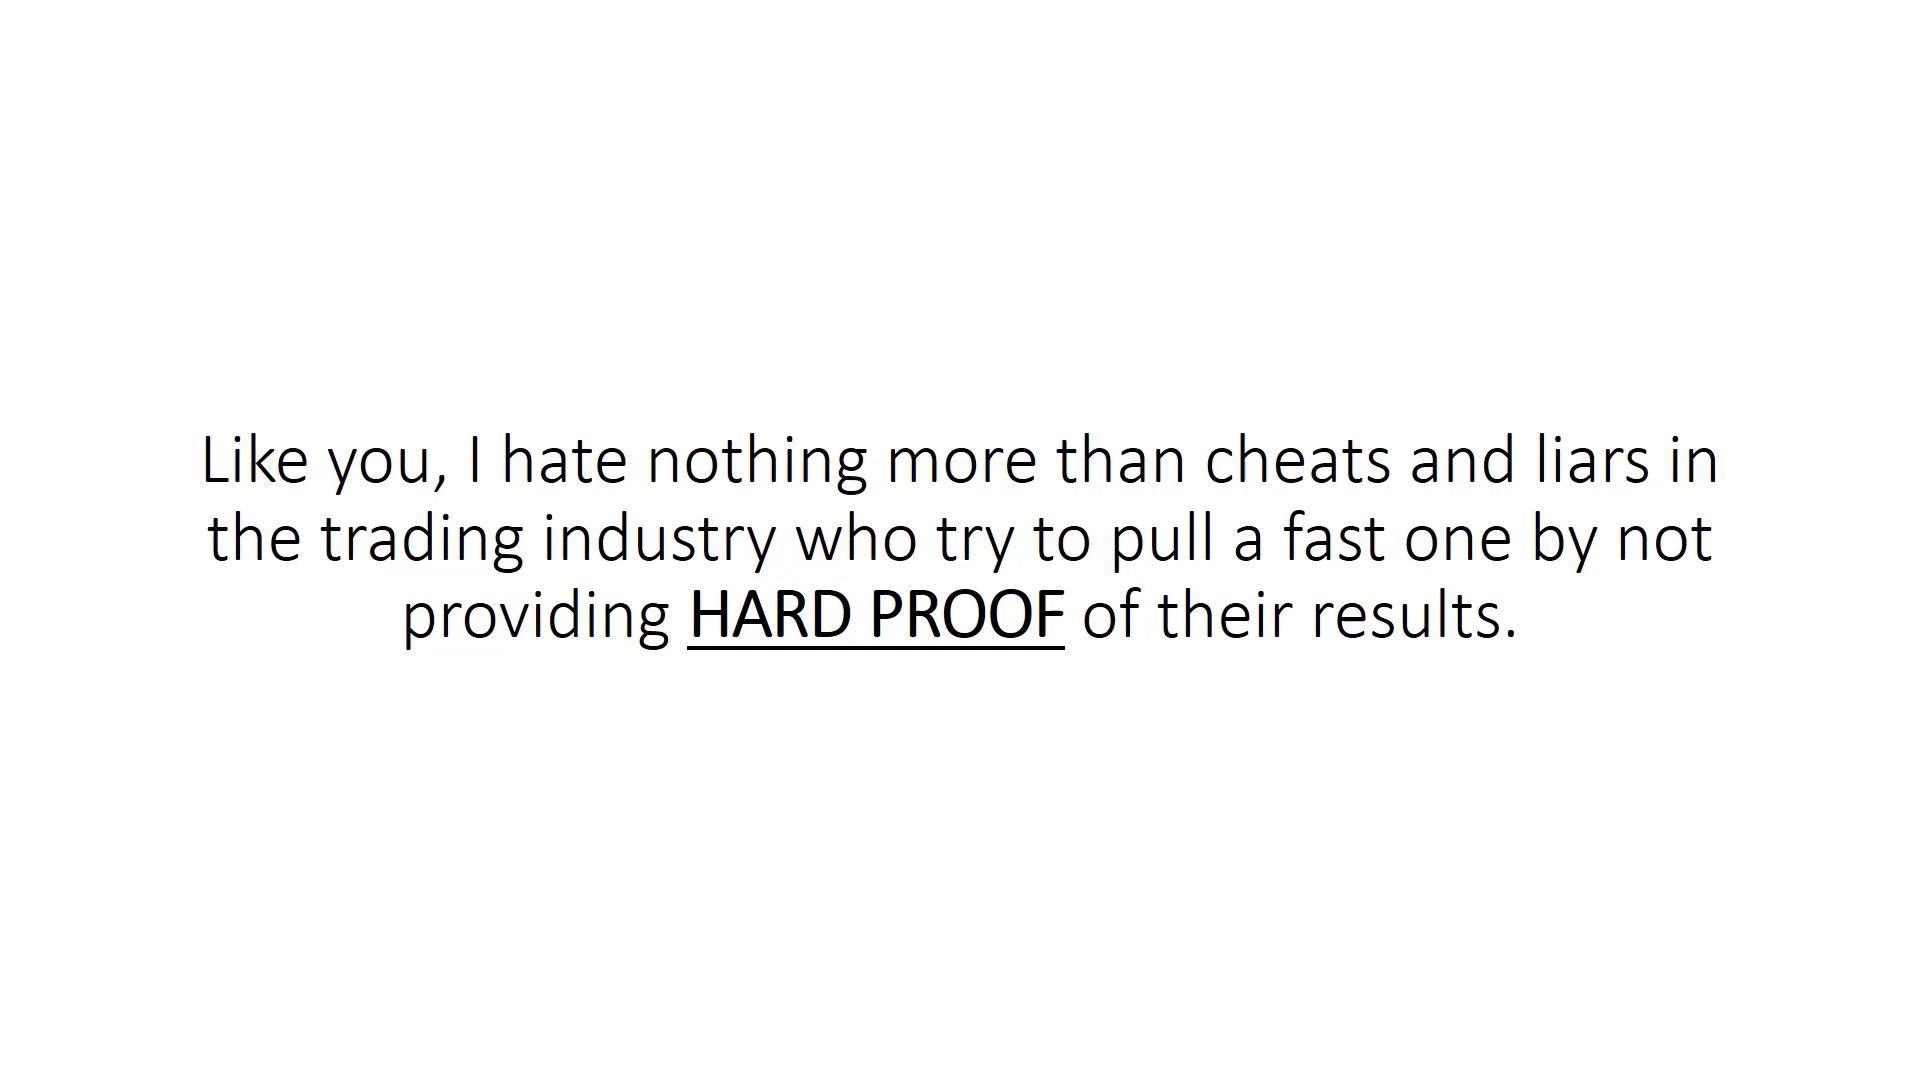 Like you, I hate nothing more than cheats and liars in
the trading industry who try to pull a fast one by not
providing HARD PROOF of their results.